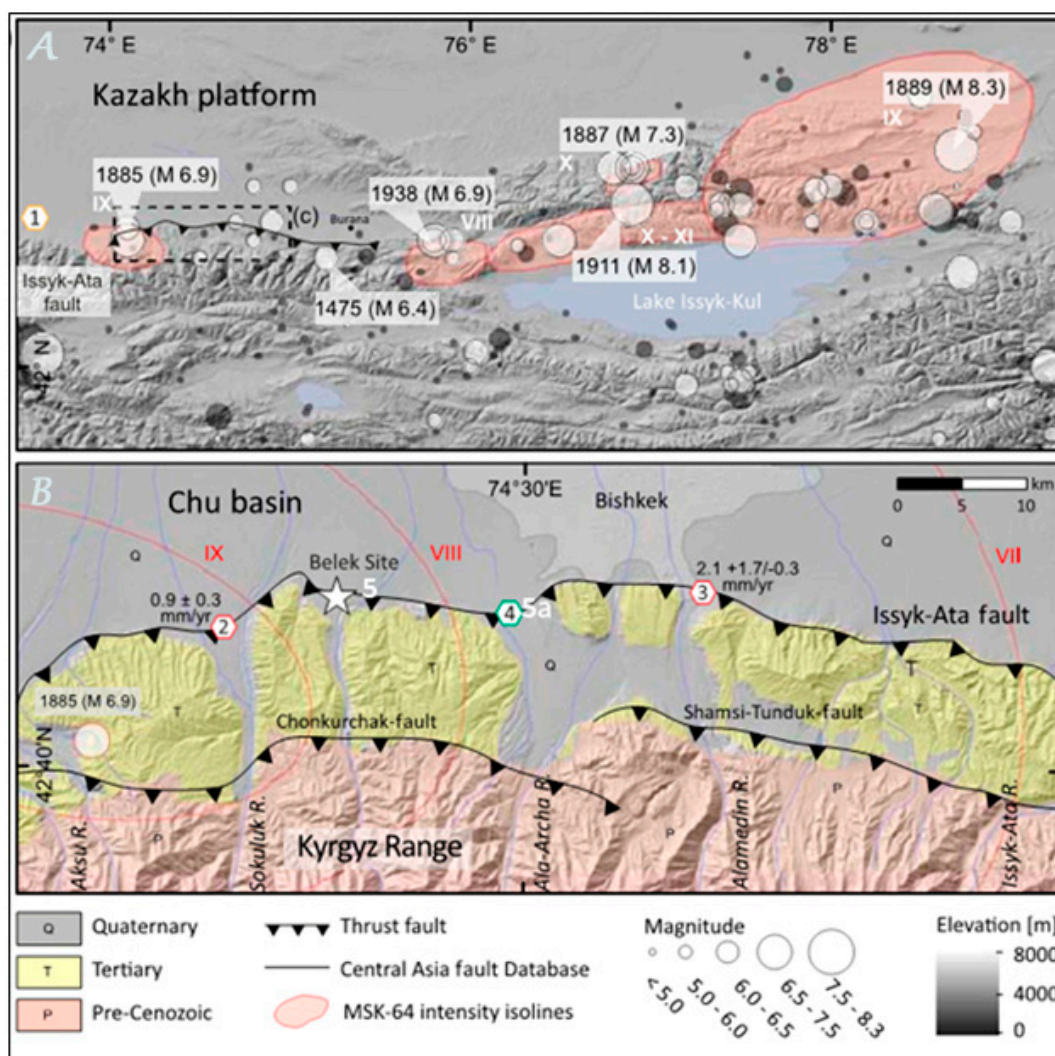 A
74° E
76° E
78° E
Kazakh platform
1889 (M 8.3)
IX
1887 (M 7.3)
X
1885 (M 6.9)
IX
1938 (M 6.9)
VIII
1
(c)
Burana
X - XI
1911 (M 8.1)
Issyk-Ata
fault
1475 (M 6.4)
Lake Issyk-Kul
42° N
B
Chu basin
74°30'E
Bishkek
0 5 10 km
Q
IX
VIII
VII
Q
Belek Site
5
0.9 ± 0.3
mm/yr
2
4
5a
2.1 +1.7/-0.3
mm/yr
3
Issyk-Ata fault
T
T
Q
T
T
T
1885 (M 6.9)
Chonkurchak-fault
Shamsi-Tunduk-fault
42°40'N
P
P
P
Aksu R.
Sokuluk R.
Kyrgyz Range
Ala-Archa R.
Alamedin R.
Issyk-Ata R.
Q Quaternary
T Tertiary
P Pre-Cenozoic
Thrust fault
Central Asia fault Database
MSK-64 intensity isolines
Magnitude
< 5.0
5.0 - 6.0
6.0 - 6.5
6.5 - 7.5
7.5 - 8.3
Elevation [m]
8000
4000
0